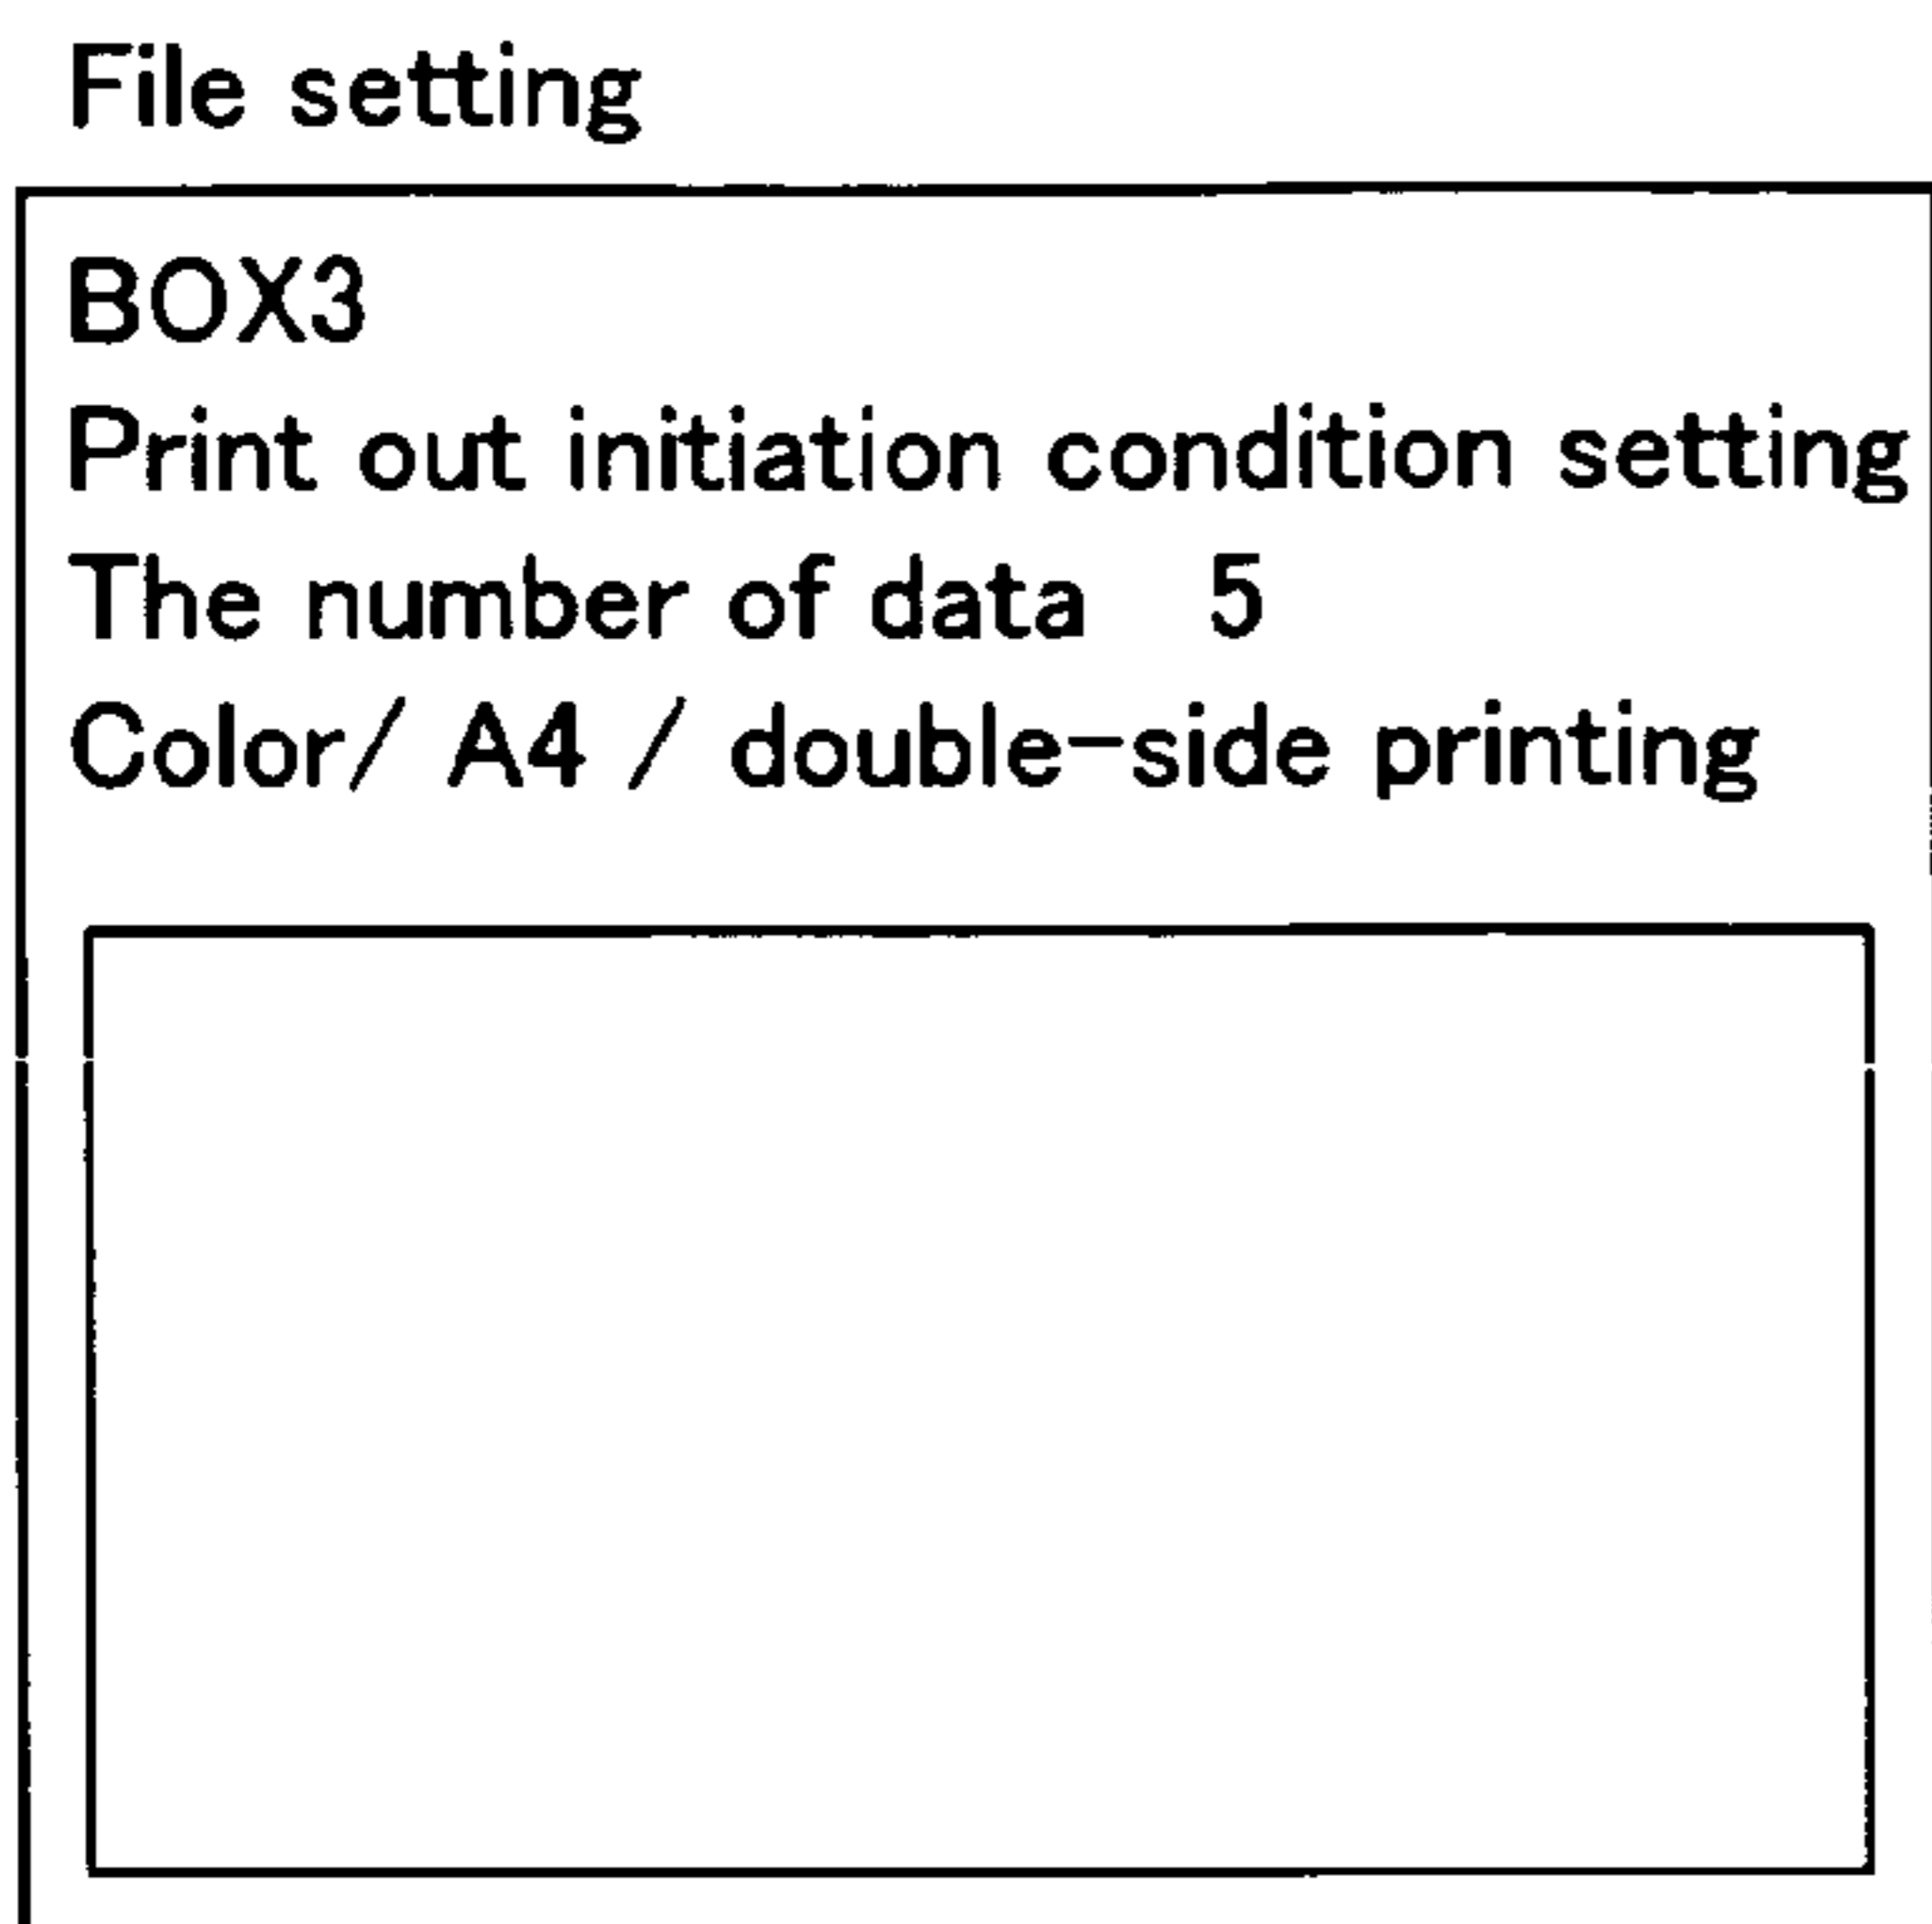 File setting
BOX3
Print out initiation condition setting
The number of data 5
Color/ A4 / double-side printing